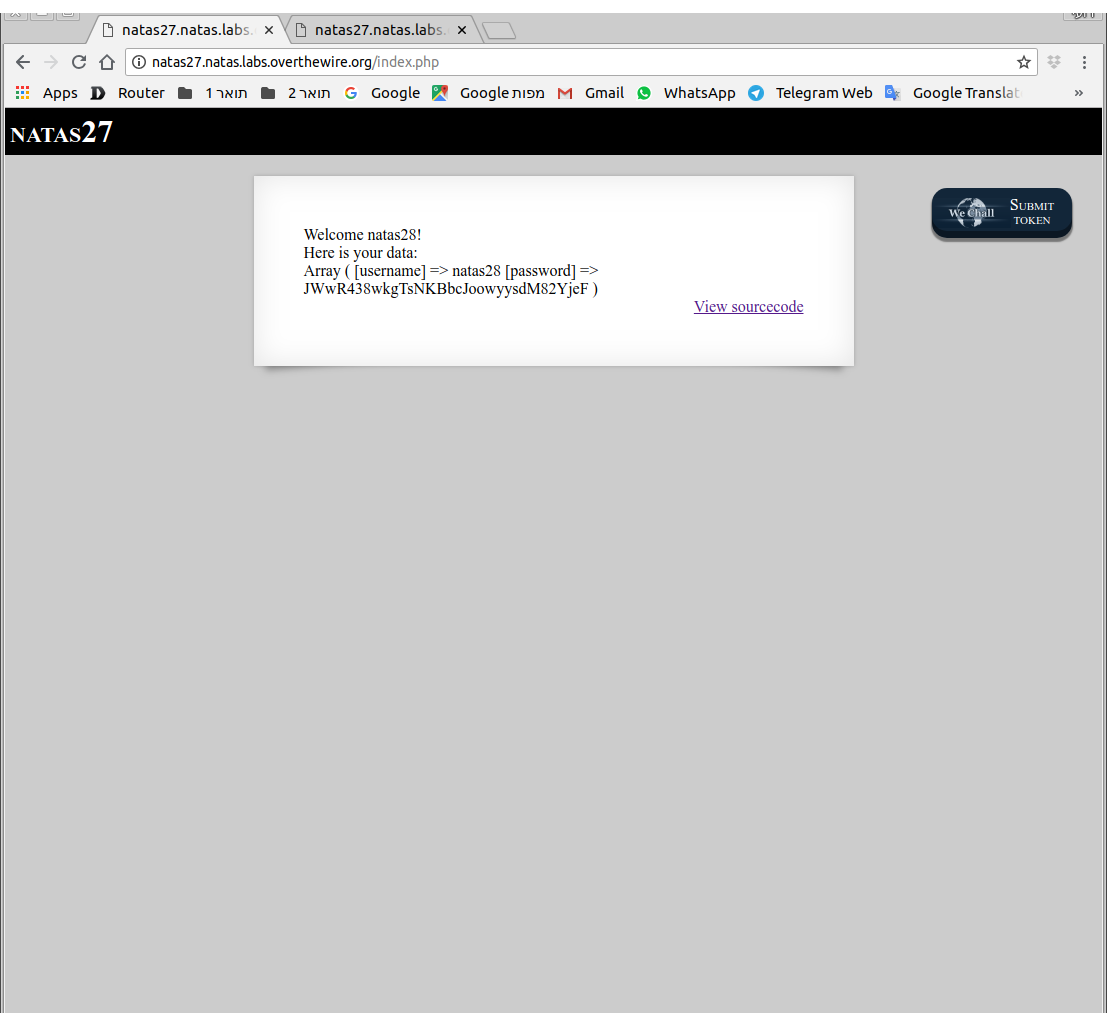 natas27.natas.labs.
natas27.natas.labs.
natas27.natas.labs.overthewire.org/index.php
Apps Router תואר 1 תואר 2 Google Google מפות Gmail WhatsApp Telegram Web Google Translat »
NATAS27
We Chall SUBMIT TOKEN
Welcome natas28!
Here is your data:
Array ( [username] => natas28 [password] =>
JWwR438wkgTsNKBbcJoowyysdM82YjeF )
View sourcecode